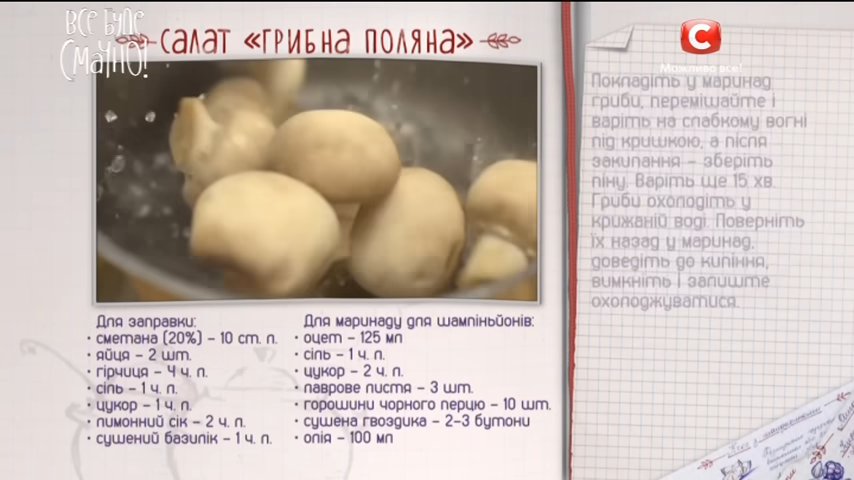 ВСЕ БУДЕ
СМАЧНО!
САЛАТ «ГРИБНА ПОЛЯНА»
С
Можливе все!
Для заправки:
• сметана (20%) – 10 ст. л.
• яйця – 2 шт.
• гірчиця – 4 ч. л.
• сіль – 1 ч. л.
• цукор – 1 ч. л.
• лимонний сік – 2 ч. л.
• сушений базилік – 1 ч. л.
Для маринаду для шампіньйонів:
• оцет – 125 мл
• сіль – 1 ч. л.
• цукор – 2 ч. л.
• лаврове листя – 3 шт.
• горошини чорного перцю – 10 шт.
• сушена гвоздика – 2–3 бутони
• олія – 100 мл
Покладіть у маринад
гриби, перемішайте і
варіть на слабкому вогні
під кришкою, а після
закипання – зберіть
піну. Варіть ще 15 хв.
Гриби охолодіть у
крижаній воді. Поверніть
їх назад у маринад,
доведіть до кипіння,
вимкніть і залиште
охолоджуватися.